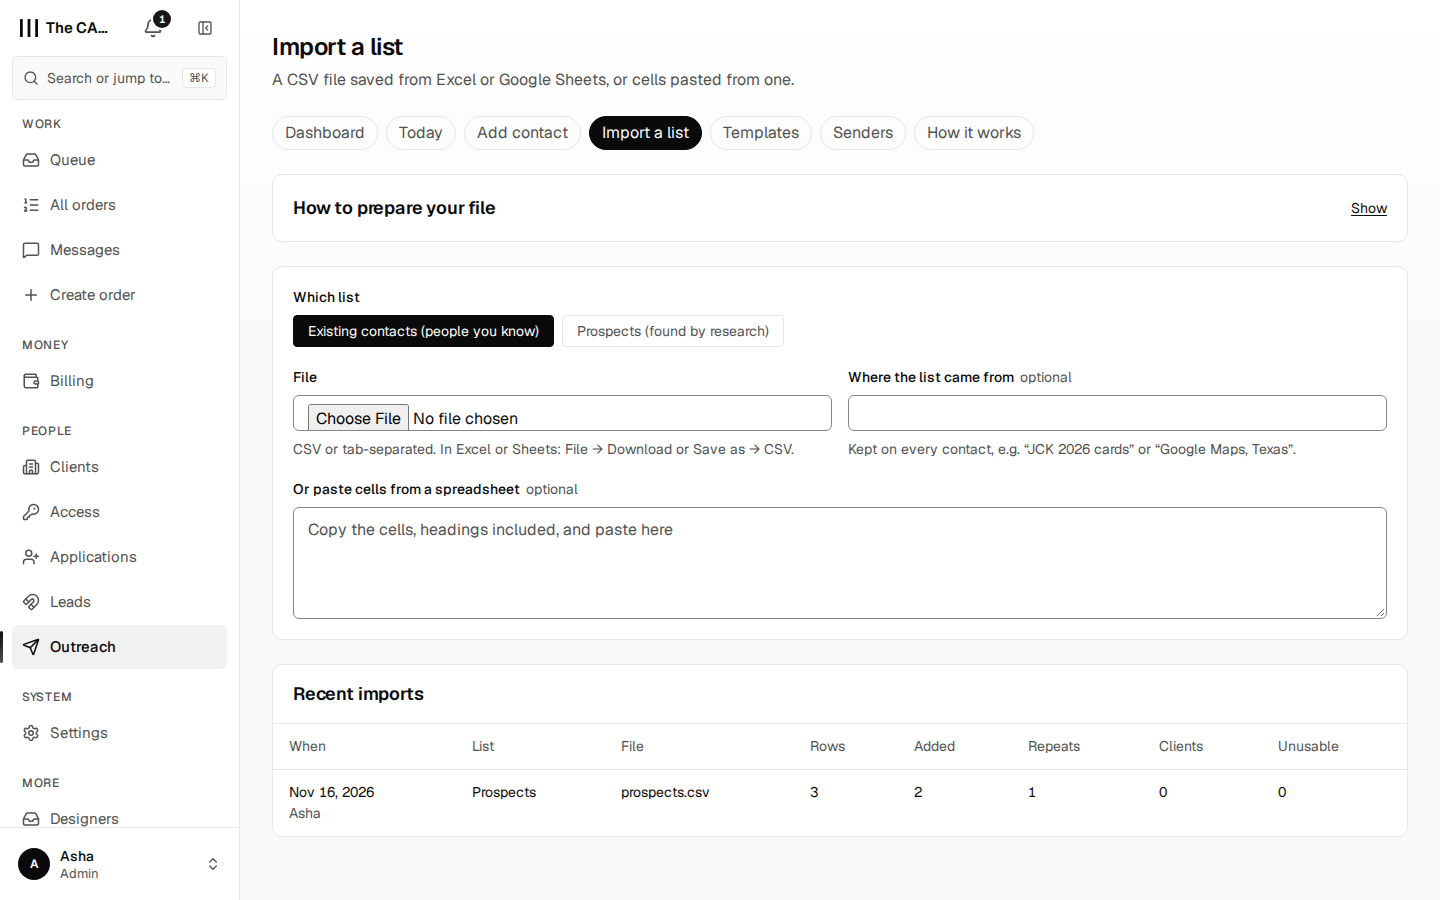 The CA...
1
Search or jump to... ⌘K
WORK
Queue
All orders
Messages
Create order
MONEY
Billing
PEOPLE
Clients
Access
Applications
Leads
Outreach
SYSTEM
Settings
MORE
Designers
A
Asha
Admin
Import a list
A CSV file saved from Excel or Google Sheets, or cells pasted from one.
Dashboard Today Add contact Import a list Templates Senders How it works
How to prepare your file Show
Which list
Existing contacts (people you know) Prospects (found by research)
File Where the list came from optional
Choose File No file chosen
CSV or tab-separated. In Excel or Sheets: File → Download or Save as → CSV. Kept on every contact, e.g. “JCK 2026 cards” or “Google Maps, Texas”.
Or paste cells from a spreadsheet optional
Copy the cells, headings included, and paste here
Recent imports
When List File Rows Added Repeats Clients Unusable
Nov 16, 2026 Prospects prospects.csv 3 2 1 0 0
Asha